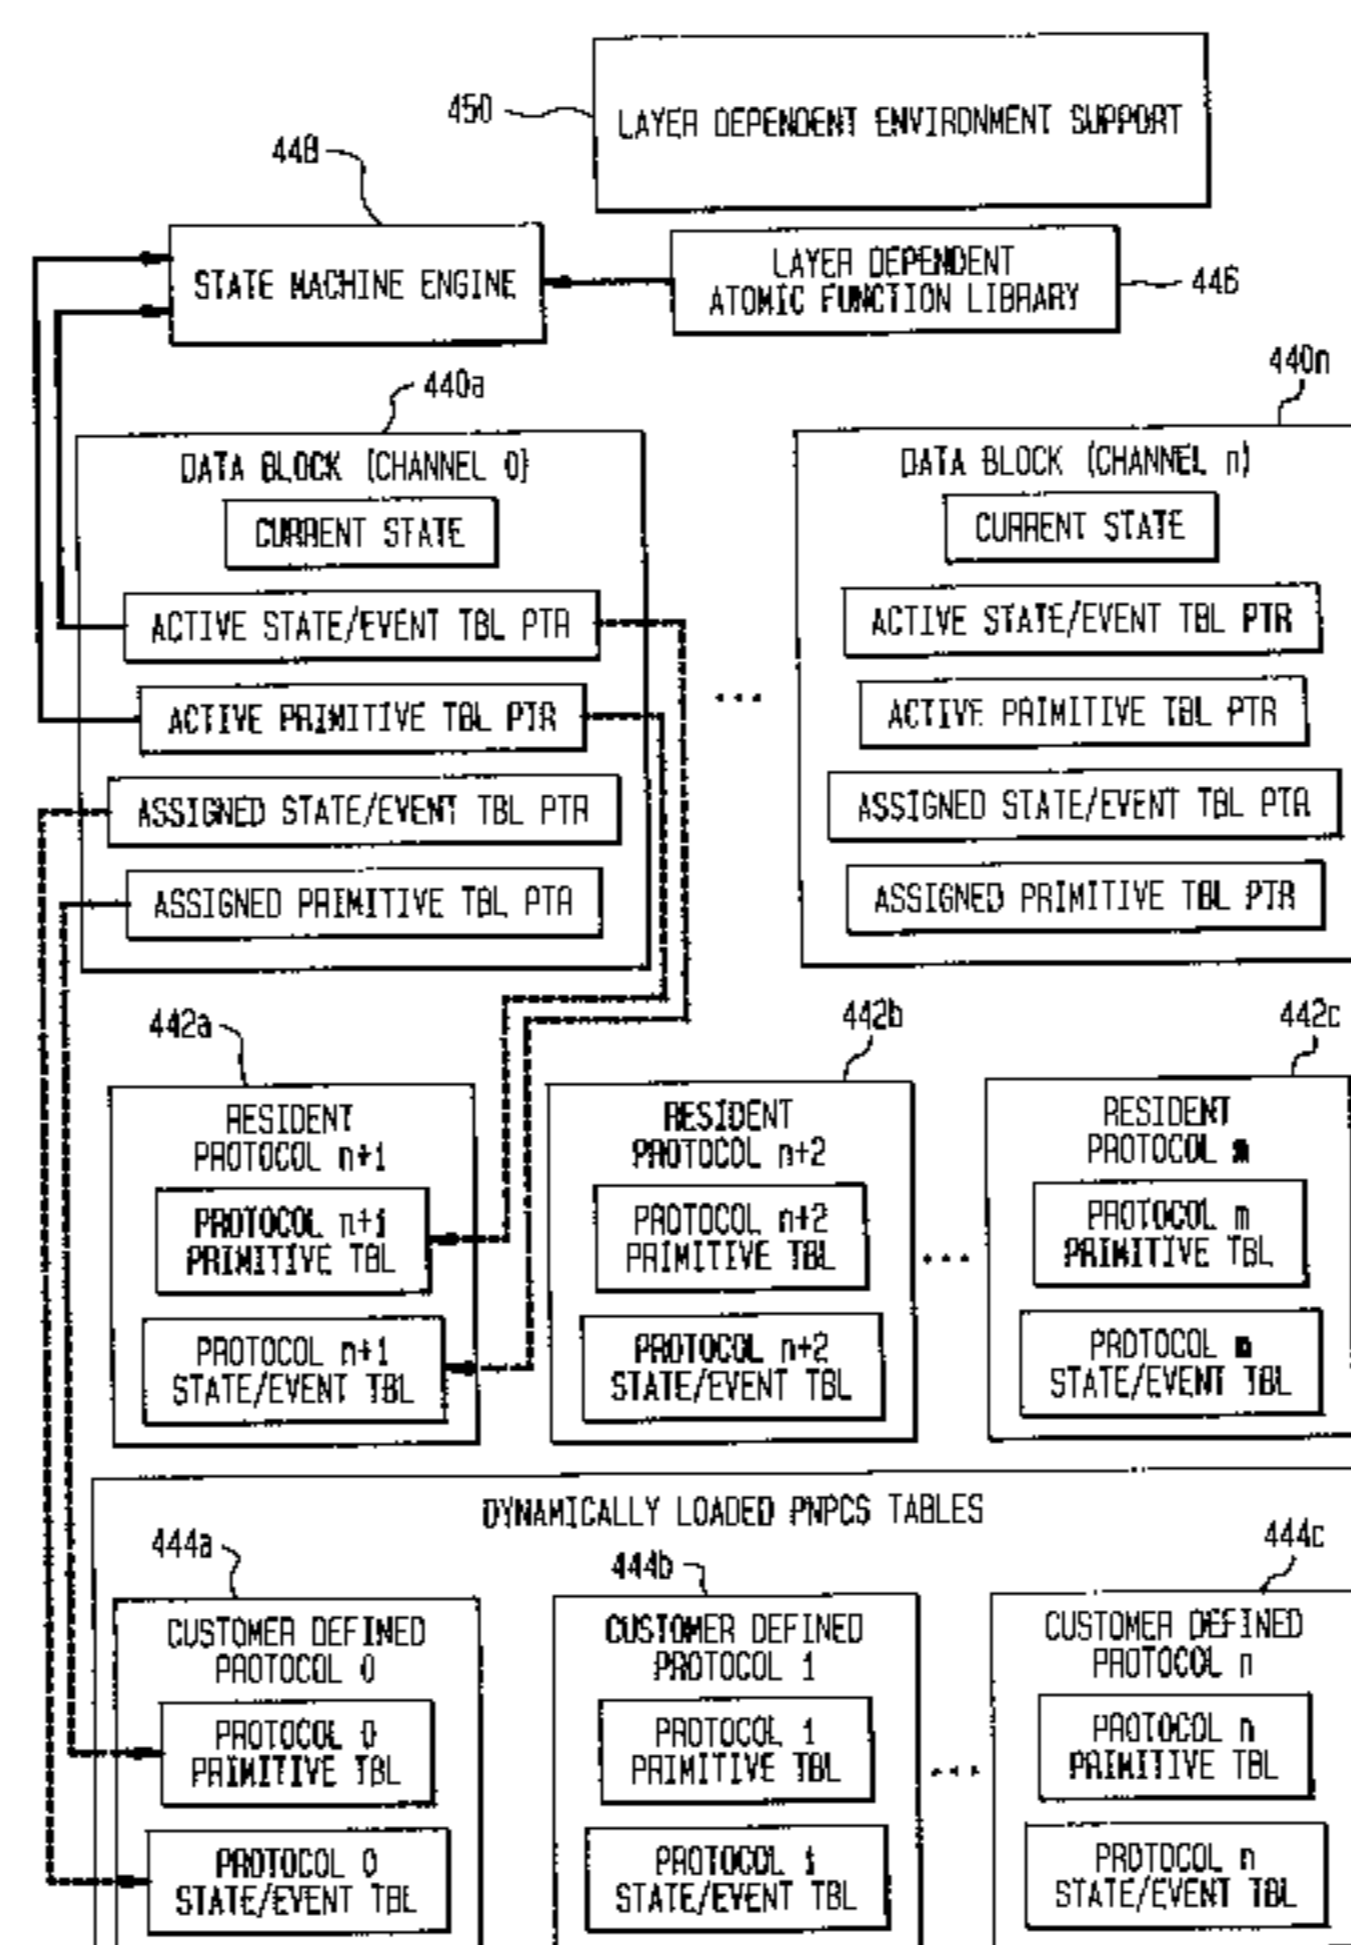 450
LAYER DEPENDENT ENVIRONMENT SUPPORT
448
STATE MACHINE ENGINE
LAYER DEPENDENT
ATOMIC FUNCTION LIBRARY
446
440a
440n
DATA BLOCK (CHANNEL 0)
CURRENT STATE
ACTIVE STATE/EVENT TBL PTR
ACTIVE PRIMITIVE TBL PTR
ASSIGNED STATE/EVENT TBL PTR
ASSIGNED PRIMITIVE TBL PTR
...
DATA BLOCK (CHANNEL n)
CURRENT STATE
ACTIVE STATE/EVENT TBL PTR
ACTIVE PRIMITIVE TBL PTR
ASSIGNED STATE/EVENT TBL PTR
ASSIGNED PRIMITIVE TBL PTR
442a
RESIDENT
PROTOCOL n+1
PROTOCOL n+1
PRIMITIVE TBL
PROTOCOL n+1
STATE/EVENT TBL
442b
RESIDENT
PROTOCOL n+2
PROTOCOL n+2
PRIMITIVE TBL
PROTOCOL n+2
STATE/EVENT TBL
...
442c
RESIDENT
PROTOCOL m
PROTOCOL m
PRIMITIVE TBL
PROTOCOL m
STATE/EVENT TBL
DYNAMICALLY LOADED PNPCS TABLES
444a
CUSTOMER DEFINED
PROTOCOL 0
PROTOCOL 0
PRIMITIVE TBL
PROTOCOL 0
STATE/EVENT TBL
444b
CUSTOMER DEFINED
PROTOCOL 1
PROTOCOL 1
PRIMITIVE TBL
PROTOCOL 1
STATE/EVENT TBL
...
444c
CUSTOMER DEFINED
PROTOCOL n
PROTOCOL n
PRIMITIVE TBL
PROTOCOL n
STATE/EVENT TBL